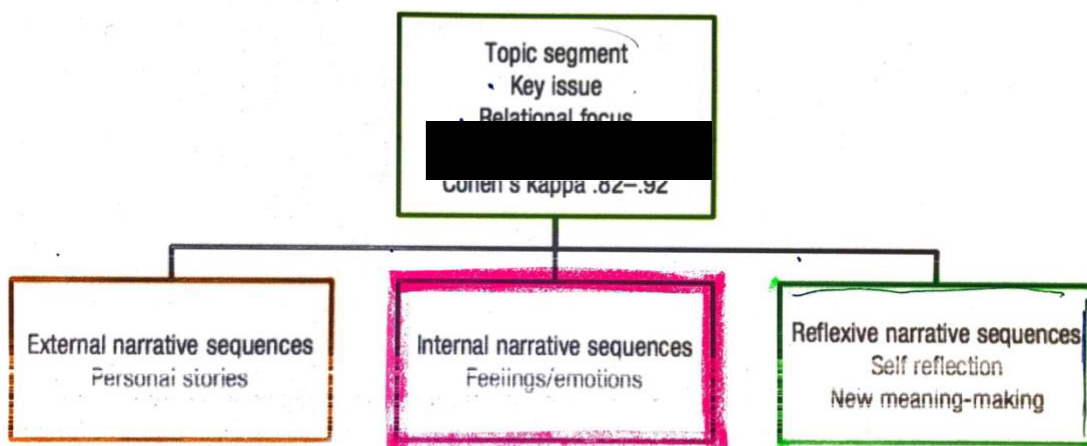 Topic segment
Key issue
Relational focus
Cohen's kappa .82–.92
External narrative sequences
Personal stories
Internal narrative sequences
Feelings/emotions
Reflexive narrative sequences
Self reflection
New meaning-making